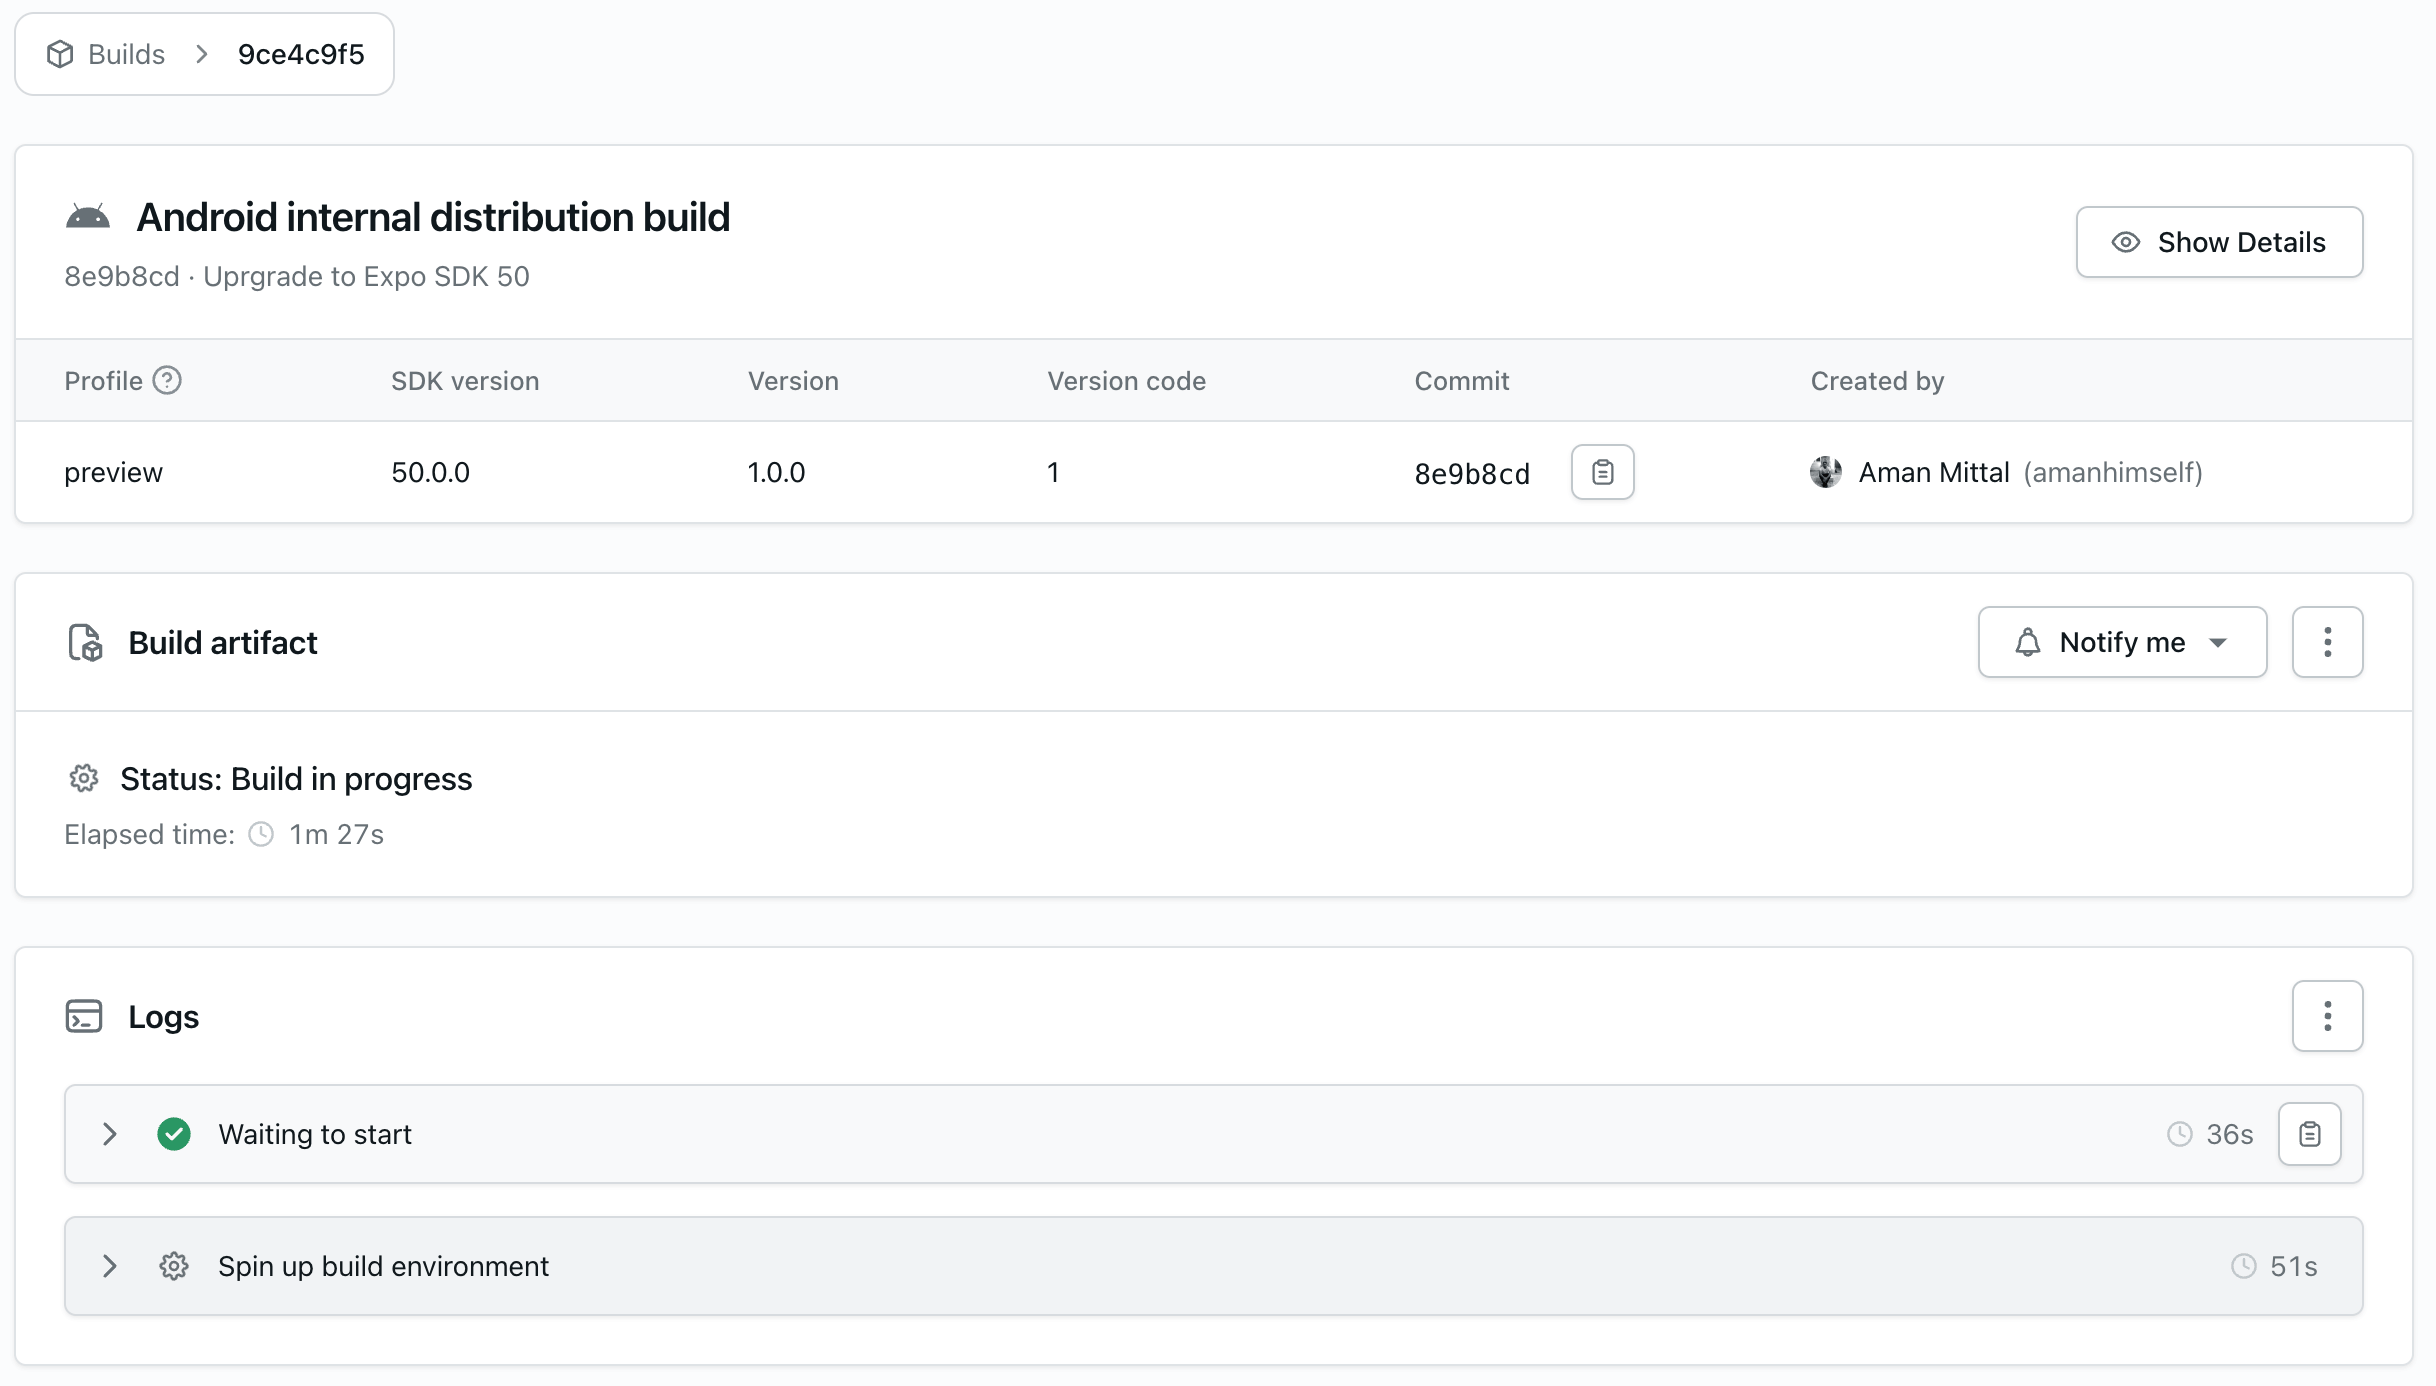 Builds > 9ce4c9f5
Android internal distribution build
8e9b8cd · Uprgrade to Expo SDK 50
Show Details
Profile SDK version Version Version code Commit Created by
preview 50.0.0 1.0.0 1 8e9b8cd Aman Mittal (amanhimself)
Build artifact
Notify me
Status: Build in progress
Elapsed time: 1m 27s
Logs
Waiting to start 36s
Spin up build environment 51s